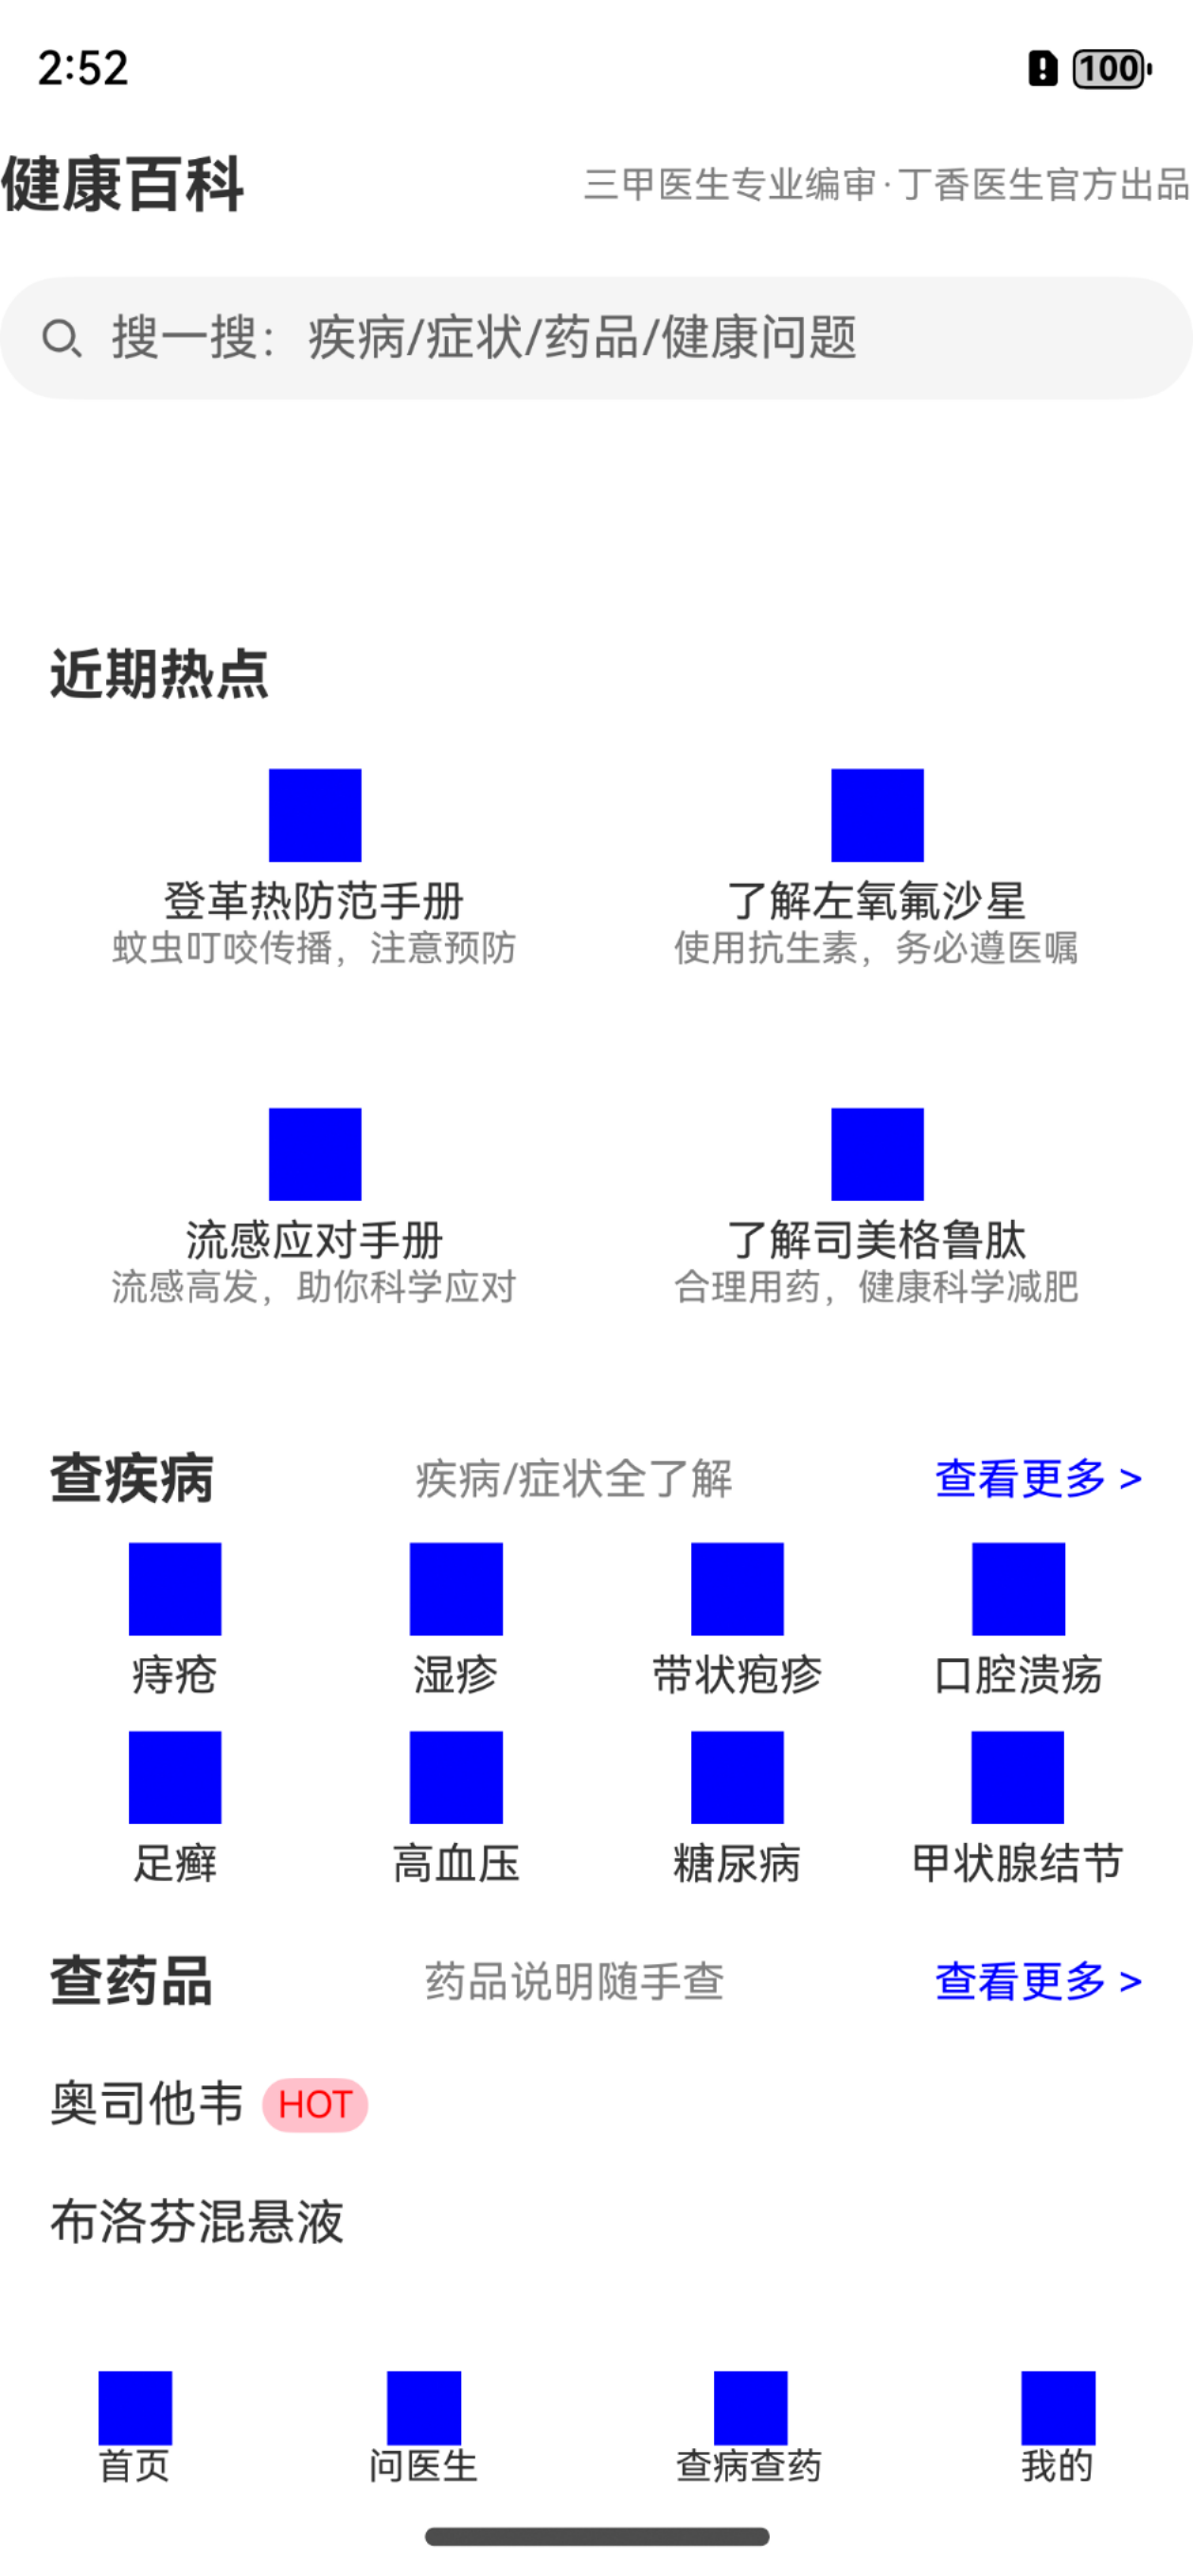 2:52
100
健康百科
三甲医生专业编审·丁香医生官方出品
搜一搜：疾病/症状/药品/健康问题
近期热点
登革热防范手册
了解左氧氟沙星
蚊虫叮咬传播，注意预防
使用抗生素，务必遵医嘱
流感应对手册
了解司美格鲁肽
流感高发，助你科学应对
合理用药，健康科学减肥
查疾病
疾病/症状全了解
查看更多 >
痔疮
湿疹
带状疱疹
口腔溃疡
足癣
高血压
糖尿病
甲状腺结节
查药品
药品说明随手查
查看更多 >
奥司他韦 HOT
布洛芬混悬液
首页
问医生
查病查药
我的